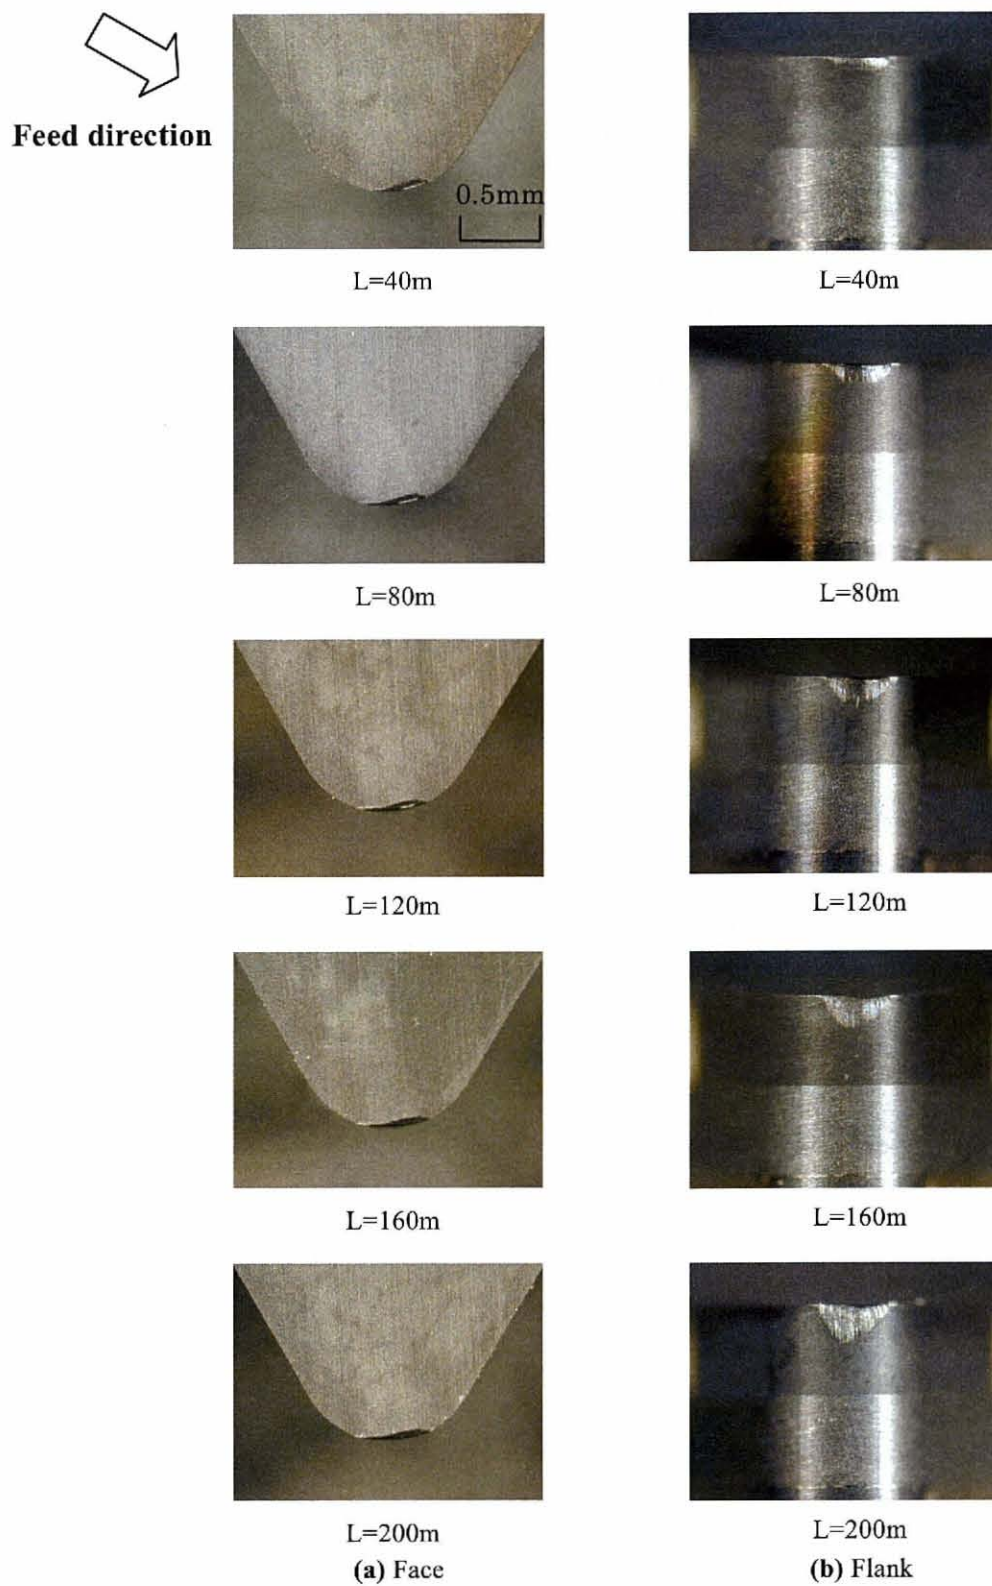 Feed direction
0.5mm
L=40m
L=40m
L=80m
L=80m
L=120m
L=120m
L=160m
L=160m
L=200m
L=200m
(a) Face
(b) Flank